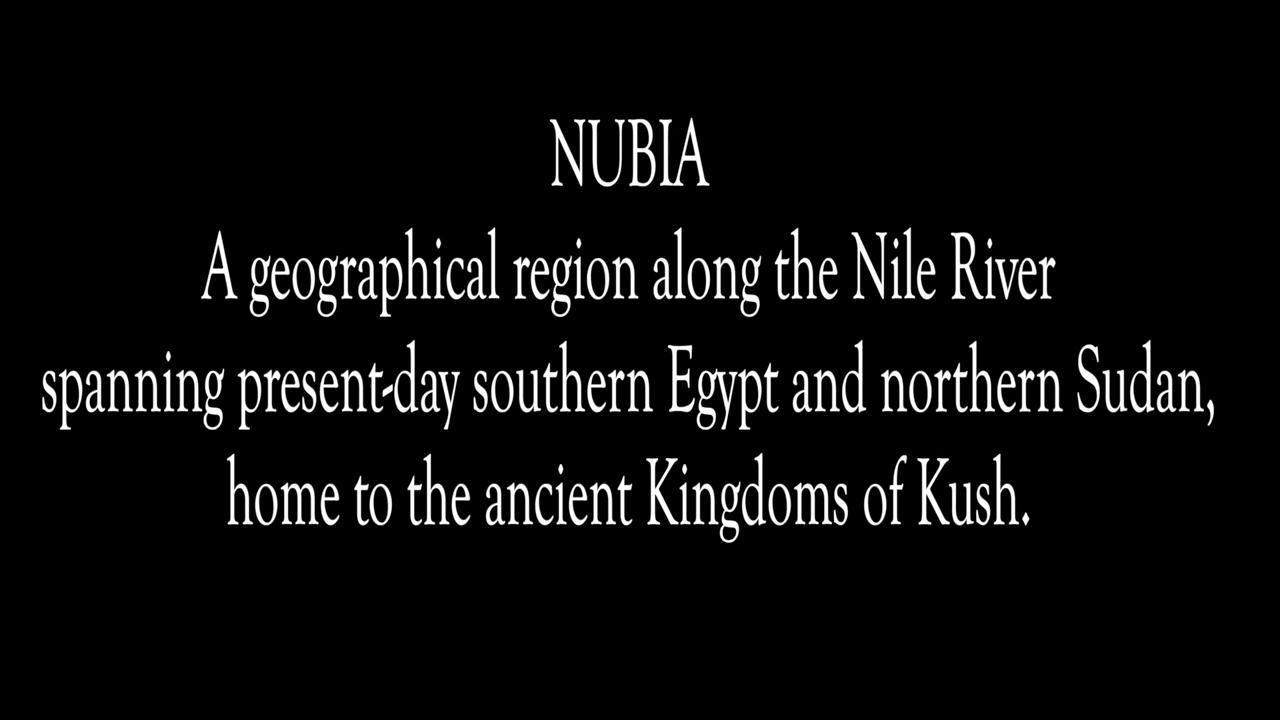 NUBIA
A geographical region along the Nile River
spanning present-day southern Egypt and northern Sudan,
home to the ancient Kingdoms of Kush.